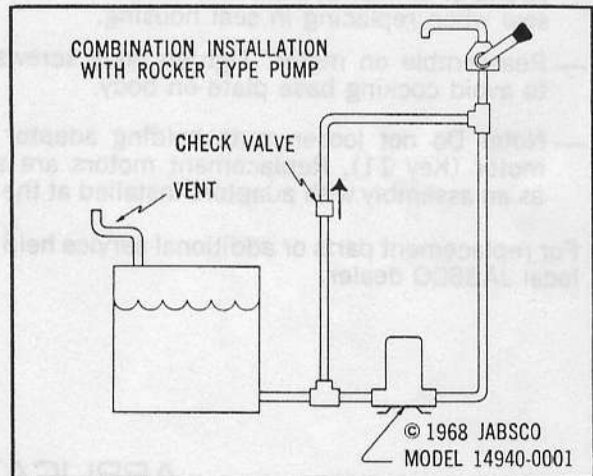 COMBINATION INSTALLATION
WITH ROCKER TYPE PUMP
CHECK VALVE
VENT
© 1968 JABSCO
MODEL 14940-0001